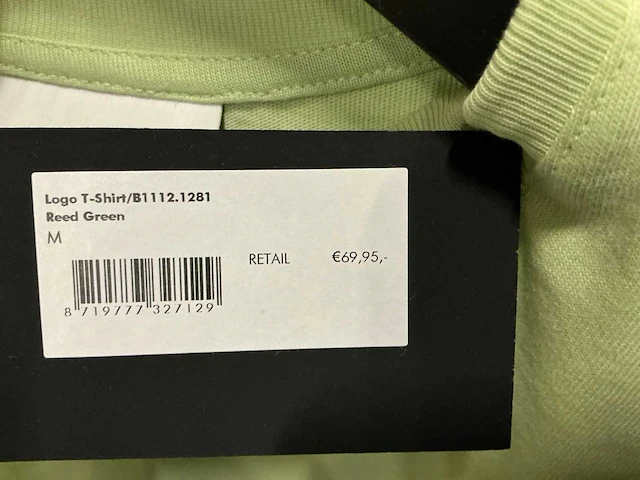 Logo T-Shirt/B1112.1281
Reed Green
M
RETAIL €69,95,-
8 719777 327129